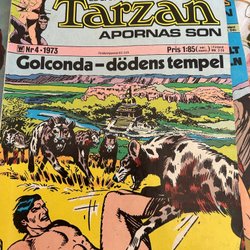 Tarzan
APORNAS SON
Nr 4 - 1973
Pris 1:85
Golconda – dödens tempel